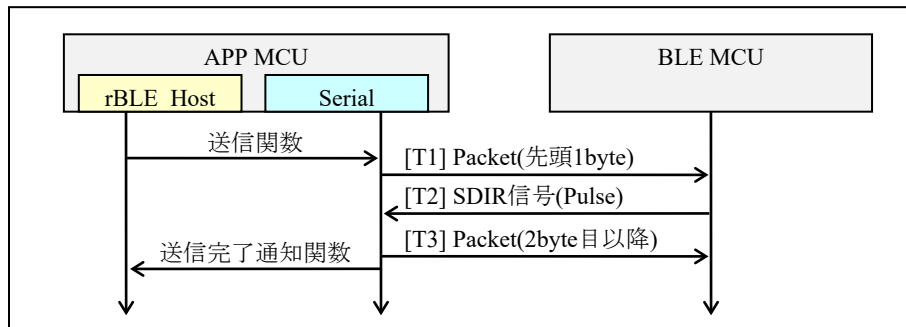 APP MCU
BLE MCU
rBLE_Host
Serial
送信関数
[T1] Packet(先頭1byte)
[T2] SDIR信号(Pulse)
[T3] Packet(2byte目以降)
送信完了通知関数